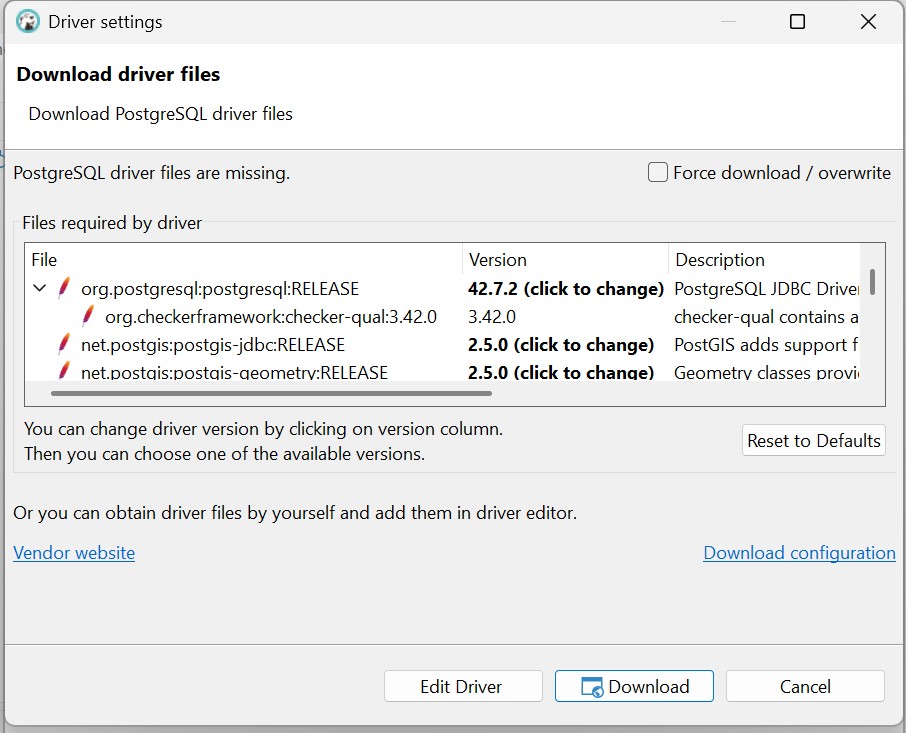 Driver settings
Download driver files
Download PostgreSQL driver files
PostgreSQL driver files are missing.
Force download / overwrite
Files required by driver
File Version Description
org.postgresql:postgresql:RELEASE 42.7.2 (click to change) PostgreSQL JDBC Driver
org.checkerframework:checker-qual:3.42.0 3.42.0 checker-qual contains a
net.postgis:postgis-jdbc:RELEASE 2.5.0 (click to change) PostGIS adds support f
net.postgis:postgis-geometry:RELEASE 2.5.0 (click to change) Geometry classes provi
You can change driver version by clicking on version column.
Then you can choose one of the available versions.
Reset to Defaults
Or you can obtain driver files by yourself and add them in driver editor.
Vendor website
Download configuration
Edit Driver
Download
Cancel